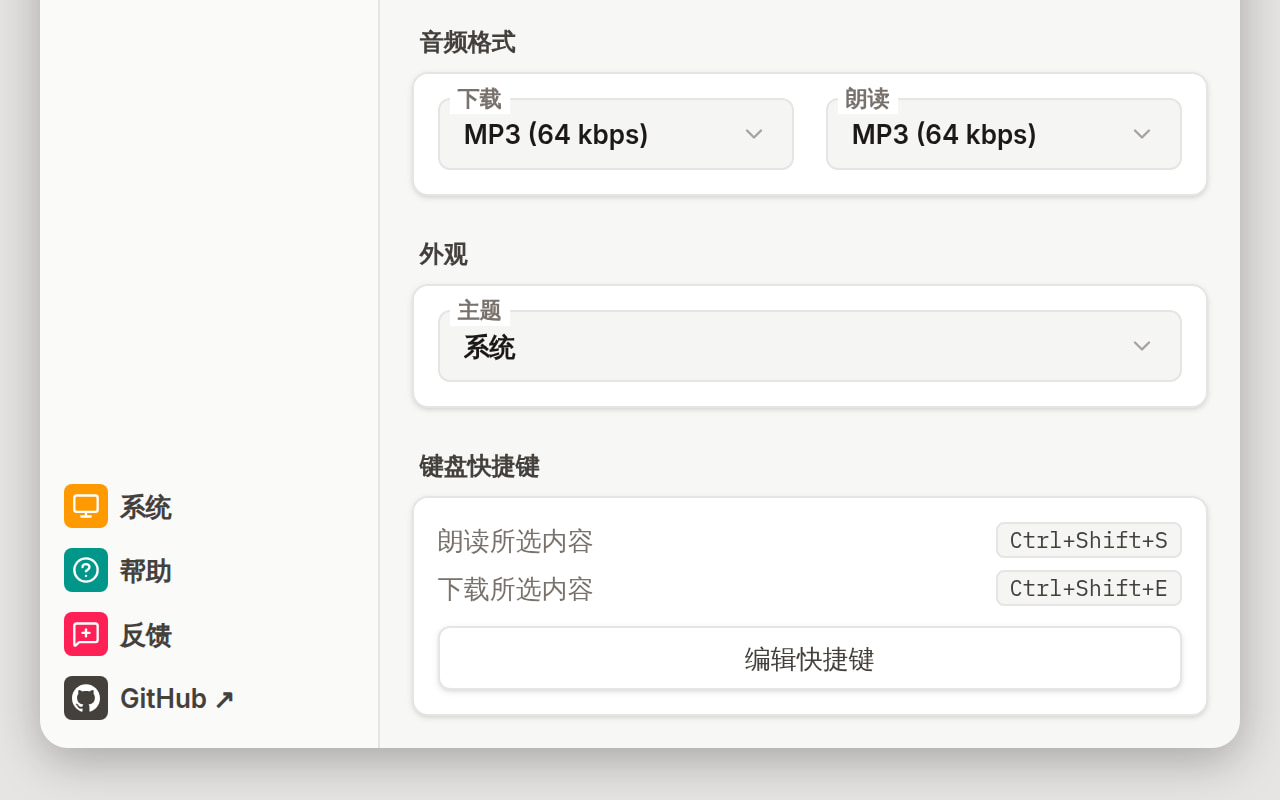 音频格式
下载
MP3 (64 kbps)
朗读
MP3 (64 kbps)
外观
主题
系统
键盘快捷键
朗读所选内容
Ctrl+Shift+S
下载所选内容
Ctrl+Shift+E
编辑快捷键
系统
帮助
反馈
GitHub ↗